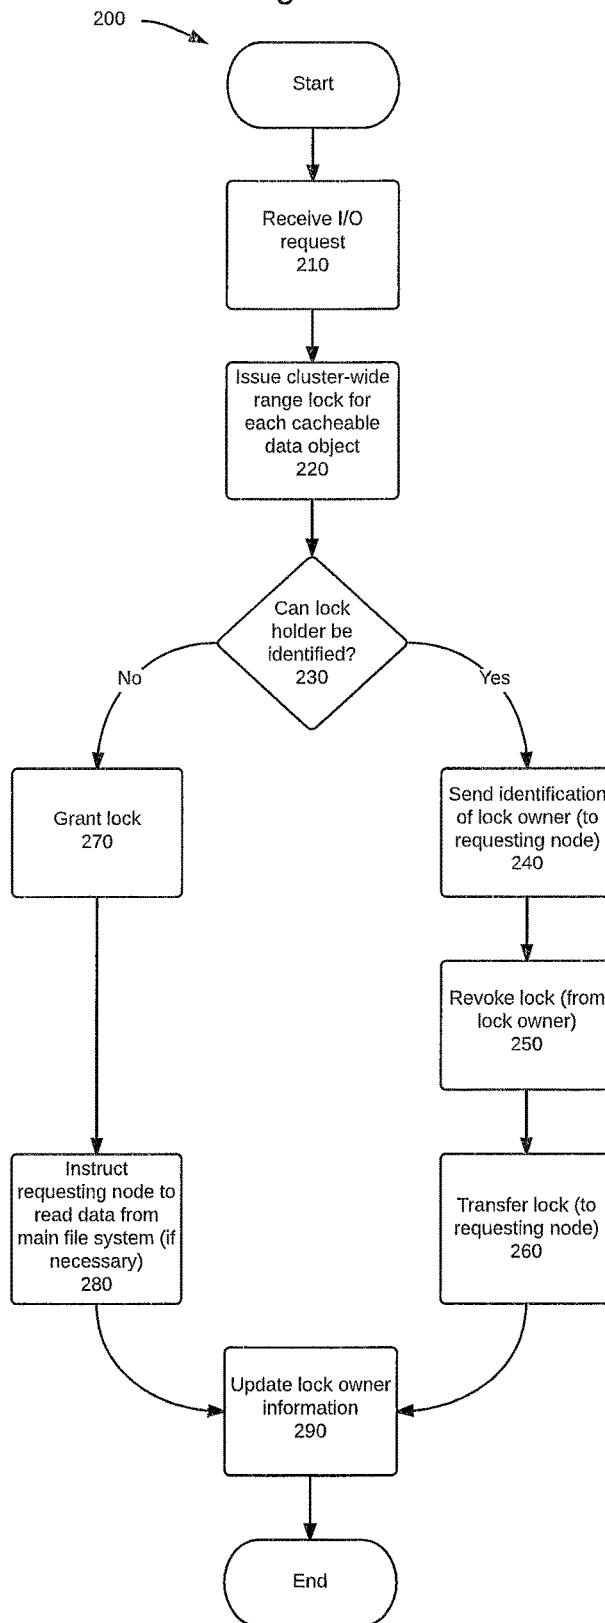 200
Start
Receive I/O
request
210
Issue cluster-wide
range lock for
each cacheable
data object
220
Can lock
holder be
identified?
230
No
Yes
Grant lock
270
Send identification
of lock owner (to
requesting node)
240
Revoke lock (from
lock owner)
250
Instruct
requesting node to
read data from
main file system (if
necessary)
280
Transfer lock (to
requesting node)
260
Update lock owner
information
290
End